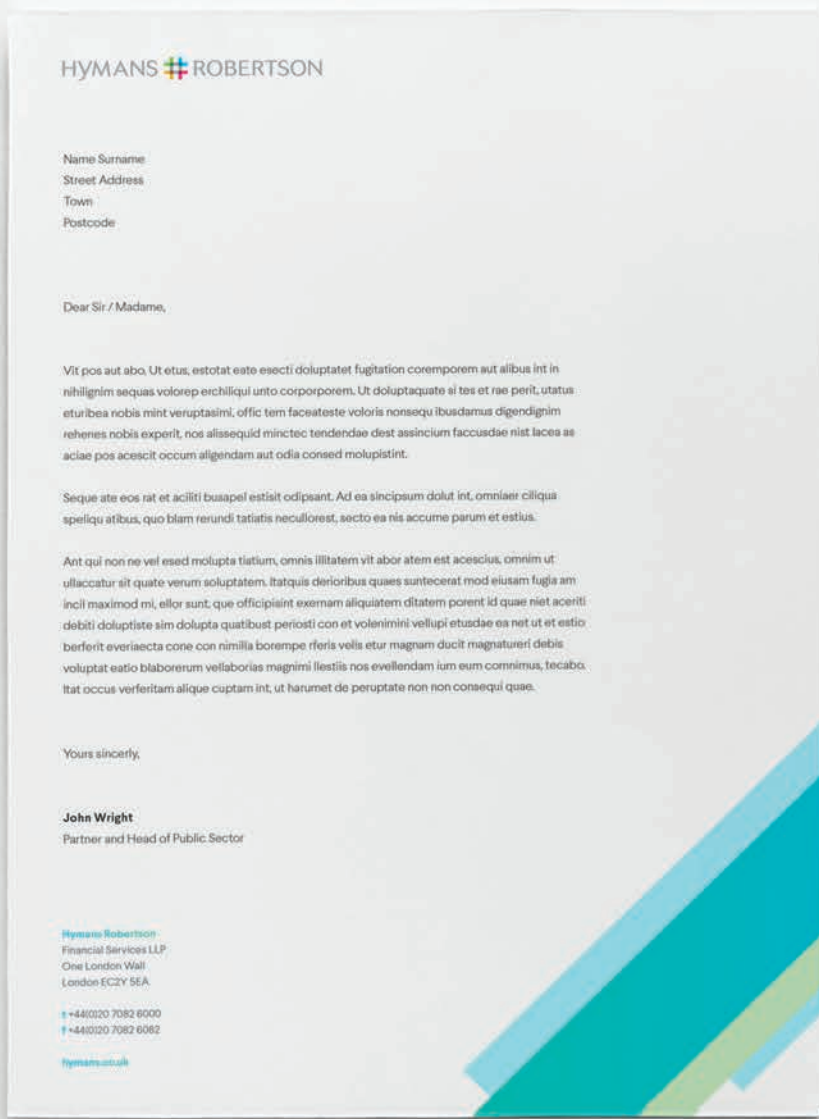 HYMANS ROBERTSON
Name Surname
Street Address
Town
Postcode
Dear Sir / Madame,
Vit pos aut abo. Ut etus, estotat eate esecti doluptatet fugitation coremporem aut alibus int in
nihilignim sequas volorep erchiliqui unto corporporem. Ut doluptaquate si tes et rae perit, utatus
eturibea nobis mint veruptasimi, offic tem faceateste voloris nonsequ ibusdamus digendignim
rehenes nobis experit, nos alissequid minctec tendendae dest assincium faccusdae nist lacea as
aciae pos acescit occum aligendam aut odia consed molupistint.
Seque ate eos rat et aciliti busapel estisit odipsant. Ad ea sincipsum dolut int, omniaer ciliqua
speliqu atibus, quo blam rerundi tatiatis necullorest, secto ea nis accume parum et estius.
Ant qui non ne vel esed molupta tiatium, omnis illitatem vit abor atem est acescius, omnim ut
ullaccatur sit quate verum soluptatem. Itatquis derioribus quaes suntecerat mod eiusam fugia am
incil maximod mi, ellor sunt, que officipisint exernam aliquiatem ditatem porent id quae niet aceriti
debiti doluptiste sim dolupta quatibust periosti con et volenimini vellupi etusdae ea net ut et estio
berferit everiaecta cone con nimilia borempe rferis velis etur magnam ducit magnatureri debis
voluptat eatio blaborerum vellaborias magnimi llestiis nos evellendam ium eum comnimus, tecabo.
Itat occus verferitam alique cuptam int, ut harumet de peruptate non non consequi quae.
Yours sincerly,
John Wright
Partner and Head of Public Sector
Hymans Robertson
Financial Services LLP
One London Wall
London EC2Y 5EA
t +44(0)20 7082 6000
f +44(0)20 7082 6082
hymans.co.uk